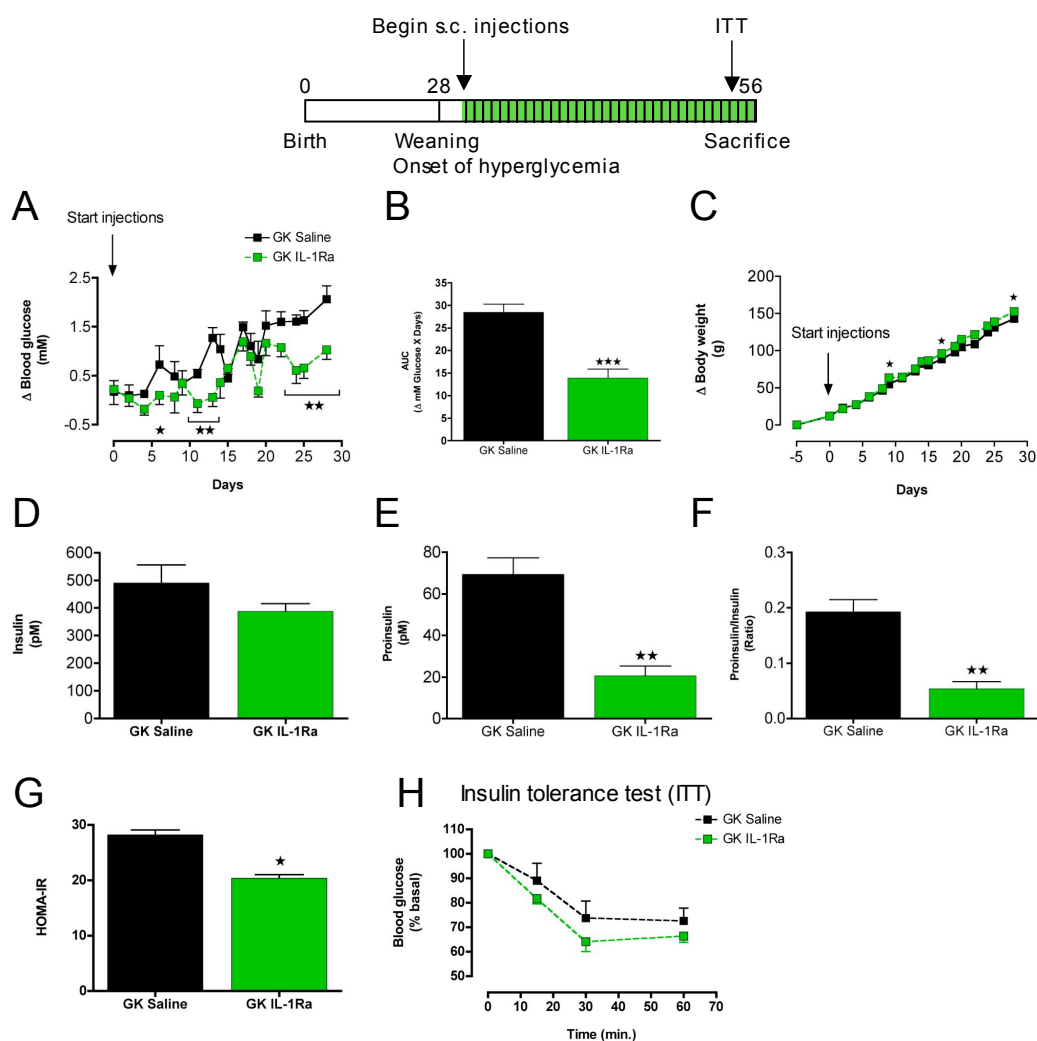 Begin s.c. injections
ITT
0
28
56
Birth
Weaning
Sacrifice
Onset of hyperglycemia
A
Start injections
GK Saline
GK IL-1Ra
2.5
1.5
0.5
-0.5
Δ Blood glucose
(mM)
0 5 10 15 20 25 30
★
★★
★★
Days
B
35
30
25
20
15
10
5
0
AUC
(Δ mM Glucose X Days)
★★★
GK Saline
GK IL-1Ra
C
200
150
100
50
0
Δ Body weight
(g)
Start injections
★
★
★
-5 0 5 10 15 20 25 30
Days
D
600
500
400
300
200
100
0
Insulin
(pM)
GK Saline
GK IL-1Ra
E
80
60
40
20
0
Proinsulin
(pM)
★★
GK Saline
GK IL-1Ra
F
0.3
0.2
0.1
0.0
Proinsulin/Insulin
(Ratio)
★★
GK Saline
GK IL-1Ra
G
30
20
10
0
HOMA-IR
★
GK Saline
GK IL-1Ra
H
Insulin tolerance test (ITT)
GK Saline
GK IL-1Ra
110
100
90
80
70
60
50
Blood glucose
(% basal)
0 10 20 30 40 50 60 70
Time (min.)